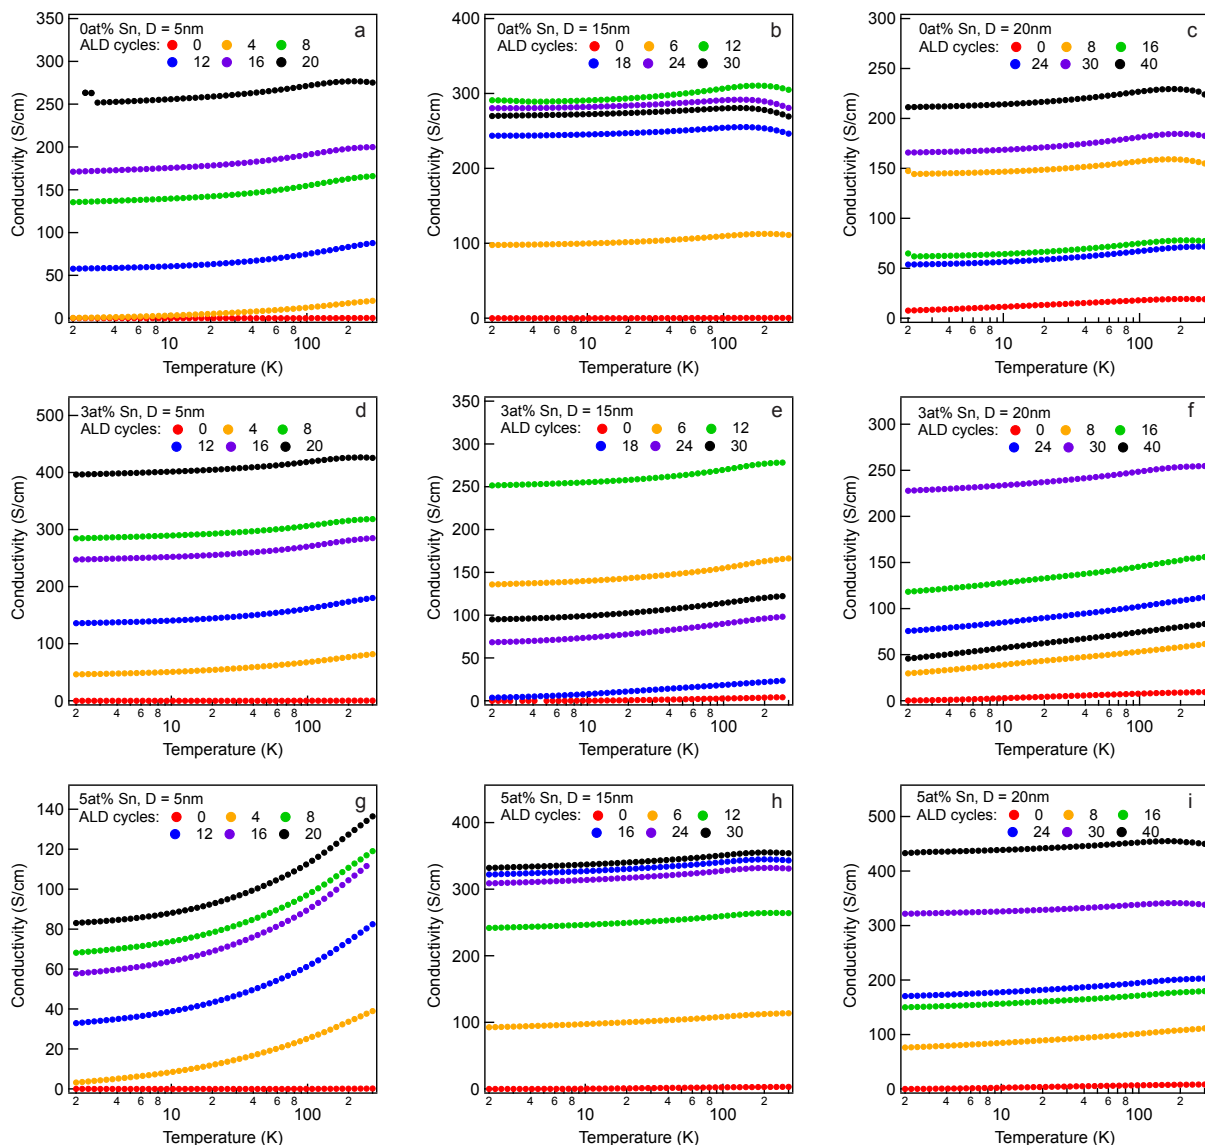 0at% Sn, D = 5nm a
ALD cycles: 0 4 8
12 16 20
350
300
250
200
150
100
50
0
Conductivity (S/cm)
2 4 6 8 10 2 4 6 8 100 2
Temperature (K)
0at% Sn, D = 15nm b
ALD cycles: 0 6 12
18 24 30
400
300
200
100
0
Conductivity (S/cm)
2 4 6 8 10 2 4 6 8 100 2
Temperature (K)
0at% Sn, D = 20nm c
ALD cycles: 0 8 16
24 30 40
300
250
200
150
100
50
0
Conductivity (S/cm)
2 4 6 8 10 2 4 6 8 100 2
Temperature (K)
3at% Sn, D = 5nm d
ALD cycles: 0 4 8
12 16 20
500
400
300
200
100
0
Conductivity (S/cm)
2 4 6 8 10 2 4 6 8 100 2
Temperature (K)
3at% Sn, D = 15nm e
ALD cylces 0 6 12
18 24 30
350
300
250
200
150
100
50
0
Conductivity (S/cm)
2 4 6 8 10 2 4 6 8 100 2
Temperature (K)
3at% Sn, D = 20nm f
ALD cycles: 0 8 16
24 30 40
300
250
200
150
100
50
0
Conductivity (S/cm)
2 4 6 8 10 2 4 6 8 100 2
Temperature (K)
5at% Sn, D = 5nm g
ALD cycles: 0 4 8
12 16 20
140
120
100
80
60
40
20
0
Conductivity (S/cm)
2 4 6 8 10 2 4 6 8 100 2
Temperature (K)
5at% Sn, D = 15nm h
ALD cycles: 0 6 12
16 24 30
400
300
200
100
0
Conductivity (S/cm)
2 4 6 8 10 2 4 6 8 100 2
Temperature (K)
5at% Sn, D = 20nm i
ALD cycles: 0 8 16
24 30 40
500
400
300
200
100
0
Conductivity (S/cm)
2 4 6 8 10 2 4 6 8 100 2
Temperature (K)